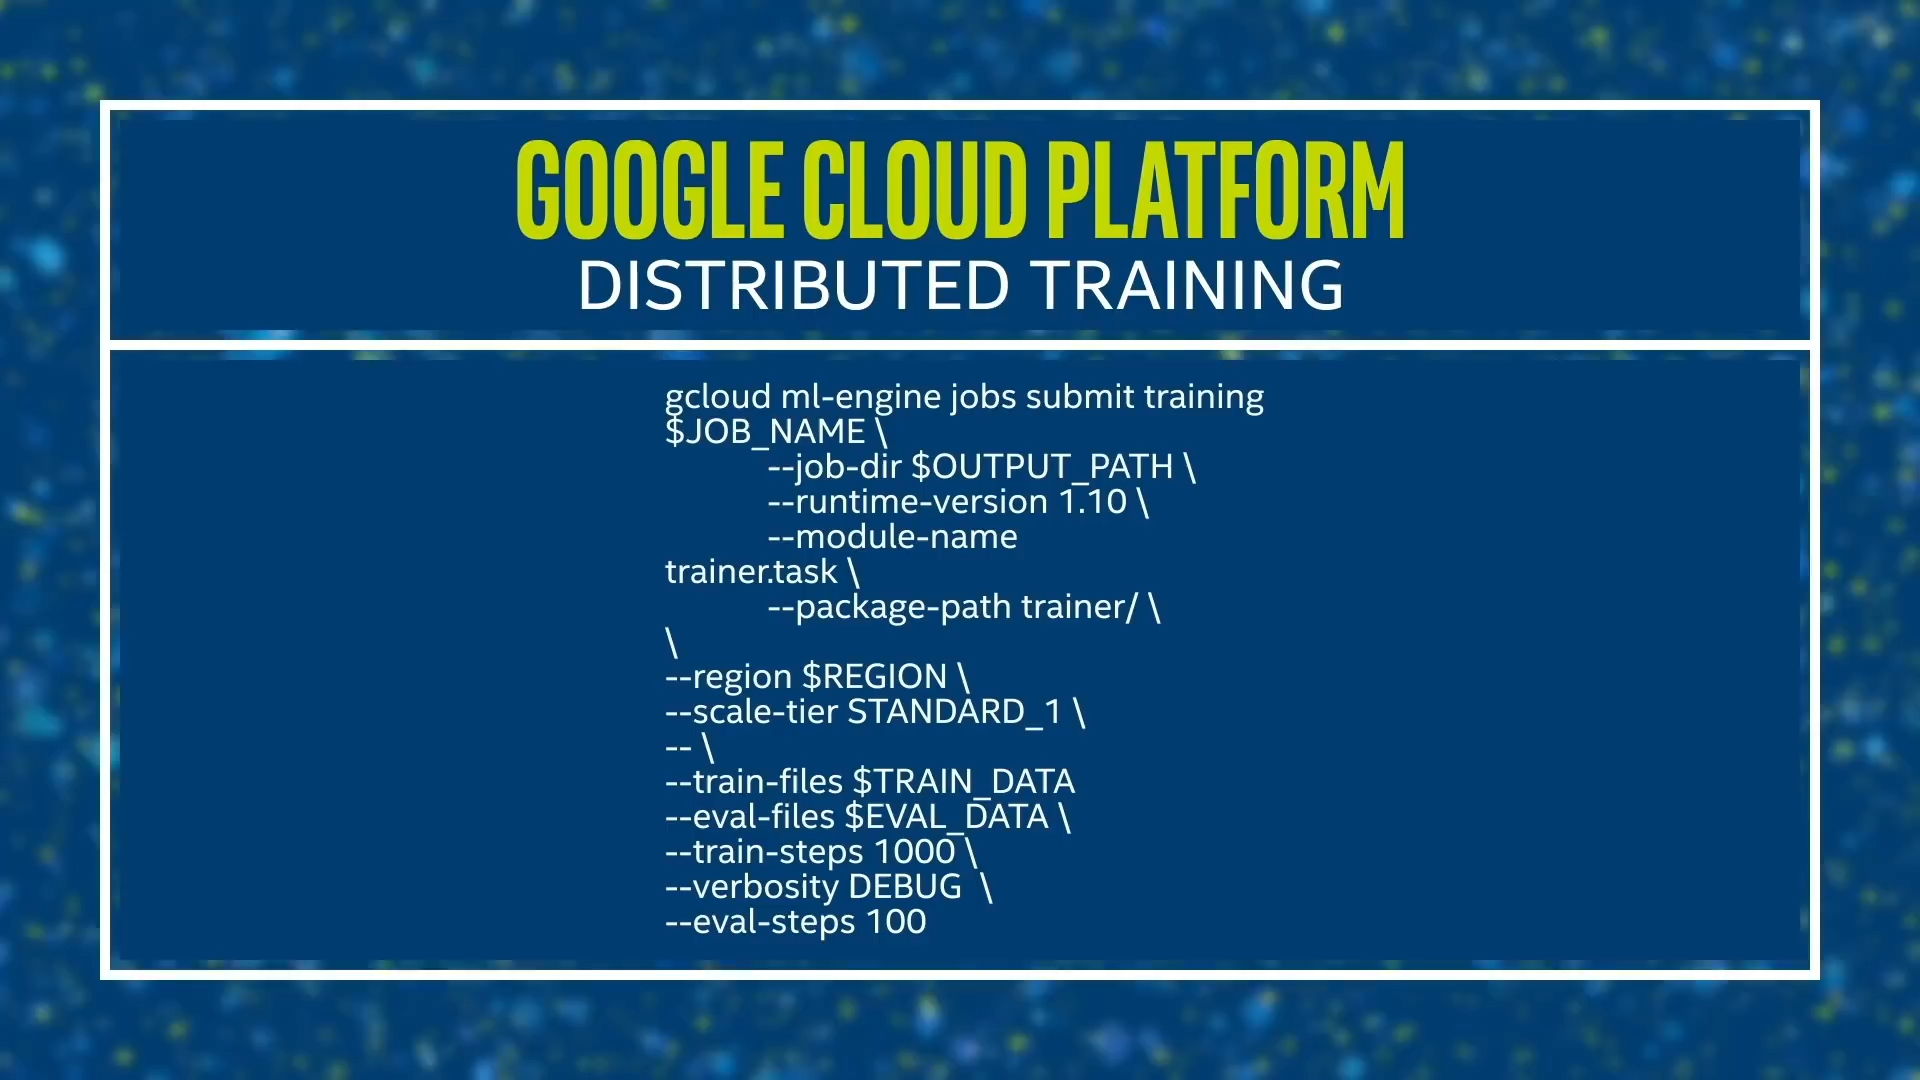 GOOGLE CLOUD PLATFORM
DISTRIBUTED TRAINING
gcloud ml-engine jobs submit training
$JOB_NAME \
--job-dir $OUTPUT_PATH \
--runtime-version 1.10 \
--module-name
trainer.task \
--package-path trainer/ \
\
--region $REGION \
--scale-tier STANDARD_1 \
-- \
--train-files $TRAIN_DATA
--eval-files $EVAL_DATA \
--train-steps 1000 \
--verbosity DEBUG  \
--eval-steps 100